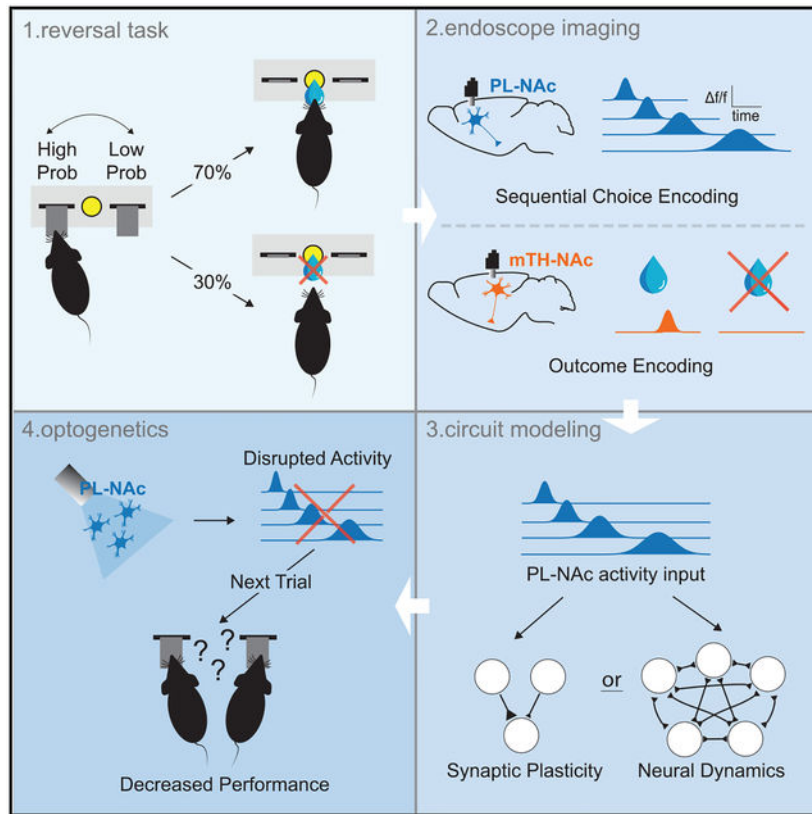 1.reversal task
High
Prob
Low
Prob
70%
30%
2.endoscope imaging
PL-NAc
Δf/f
time
Sequential Choice Encoding
mTH-NAc
Outcome Encoding
4.optogenetics
PL-NAc
Disrupted Activity
Next Trial
? ?
?
Decreased Performance
3.circuit modeling
PL-NAc activity input
or
Synaptic Plasticity
Neural Dynamics